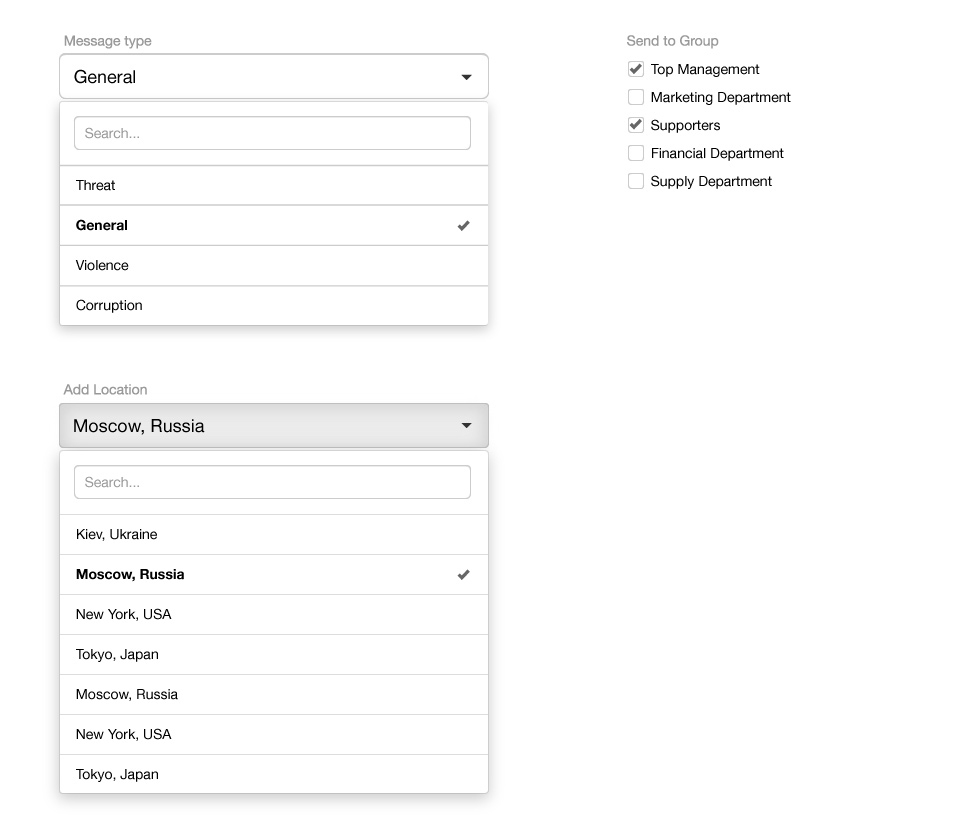 Message type
General
Search...
Threat
General
Violence
Corruption
Add Location
Moscow, Russia
Search...
Kiev, Ukraine
Moscow, Russia
New York, USA
Tokyo, Japan
Moscow, Russia
New York, USA
Tokyo, Japan
Send to Group
Top Management
Marketing Department
Supporters
Financial Department
Supply Department